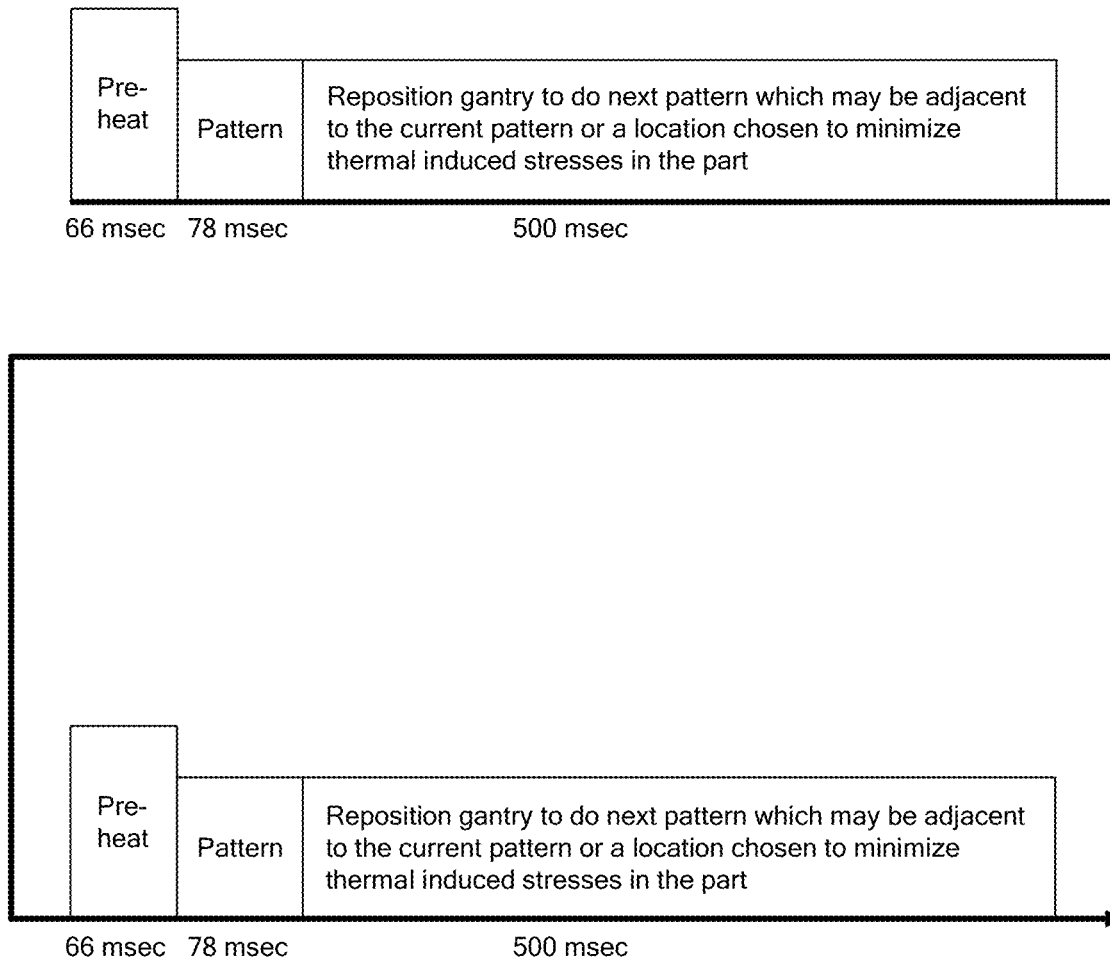 Pre-
heat
Pattern
Reposition gantry to do next pattern which may be adjacent
to the current pattern or a location chosen to minimize
thermal induced stresses in the part
66 msec 78 msec 500 msec
Pre-
heat
Pattern
Reposition gantry to do next pattern which may be adjacent
to the current pattern or a location chosen to minimize
thermal induced stresses in the part
66 msec 78 msec 500 msec